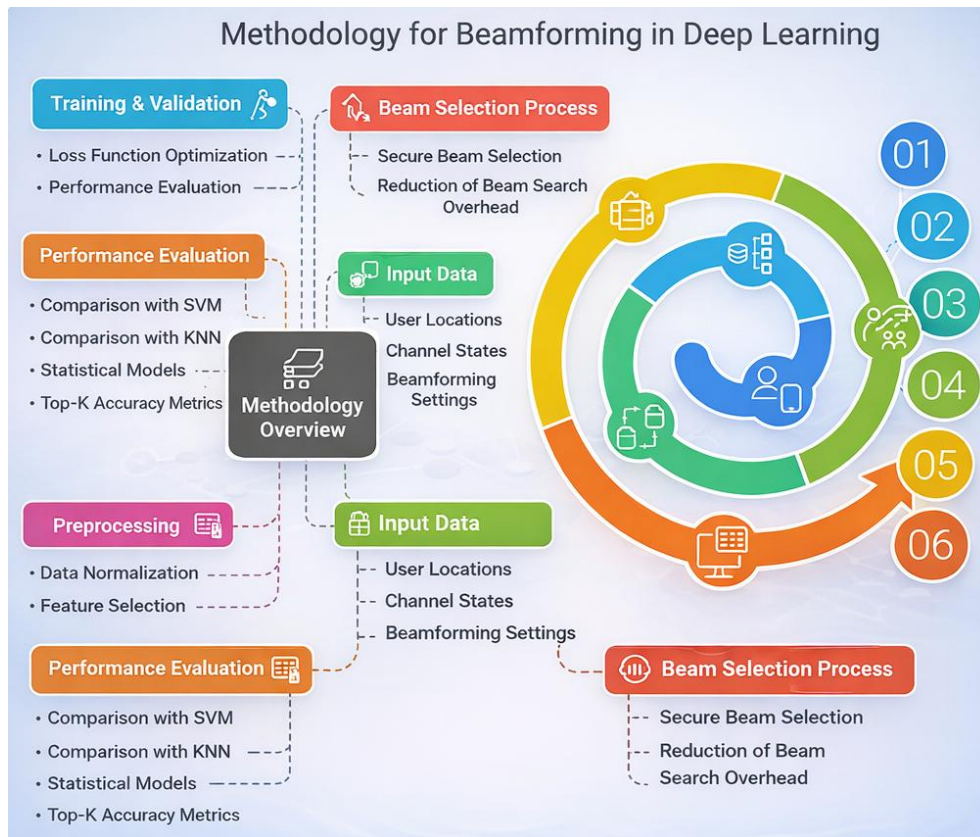 Methodology for Beamforming in Deep Learning
Training & Validation
• Loss Function Optimization
• Performance Evaluation
Beam Selection Process
Secure Beam Selection
Reduction of Beam Search
Overhead
Performance Evaluation
• Comparison with SVM
• Comparison with KNN
• Statistical Models
• Top-K Accuracy Metrics
Input Data
User Locations
Channel States
Beamforming
Settings
Methodology
Overview
Preprocessing
• Data Normalization
• Feature Selection
Input Data
User Locations
Channel States
Beamforming Settings
Performance Evaluation
• Comparison with SVM
• Comparison with KNN
• Statistical Models
• Top-K Accuracy Metrics
Beam Selection Process
Secure Beam Selection
Reduction of Beam
Search Overhead
01
02
03
04
05
06